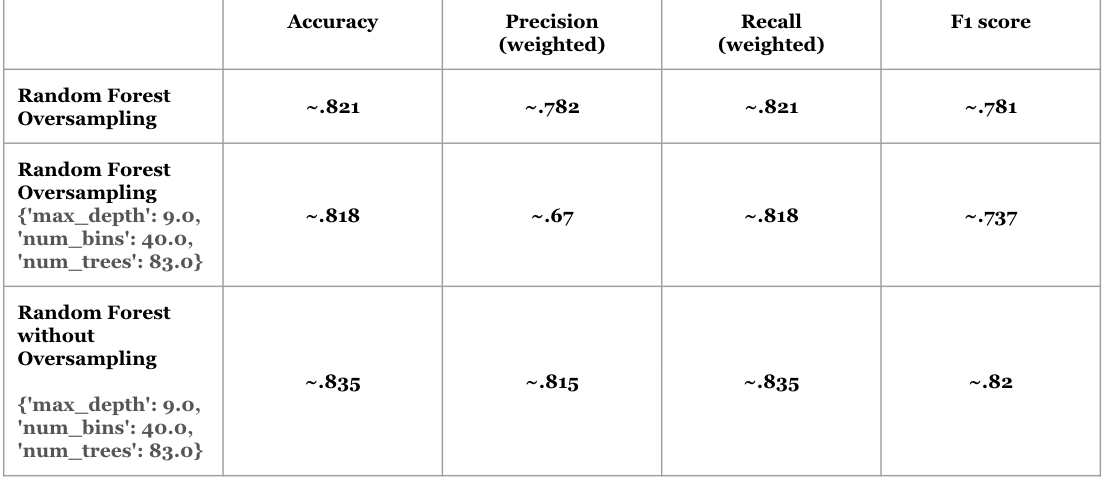 Accuracy
Precision
(weighted)
Recall
(weighted)
F1 score
Random Forest
Oversampling
~.821
~.782
~.821
~.781
Random Forest
Oversampling
{'max_depth': 9.0,
'num_bins': 40.0,
'num_trees': 83.0}
~.818
~.67
~.818
~.737
Random Forest
without
Oversampling
{'max_depth': 9.0,
'num_bins': 40.0,
'num_trees': 83.0}
~.835
~.815
~.835
~.82